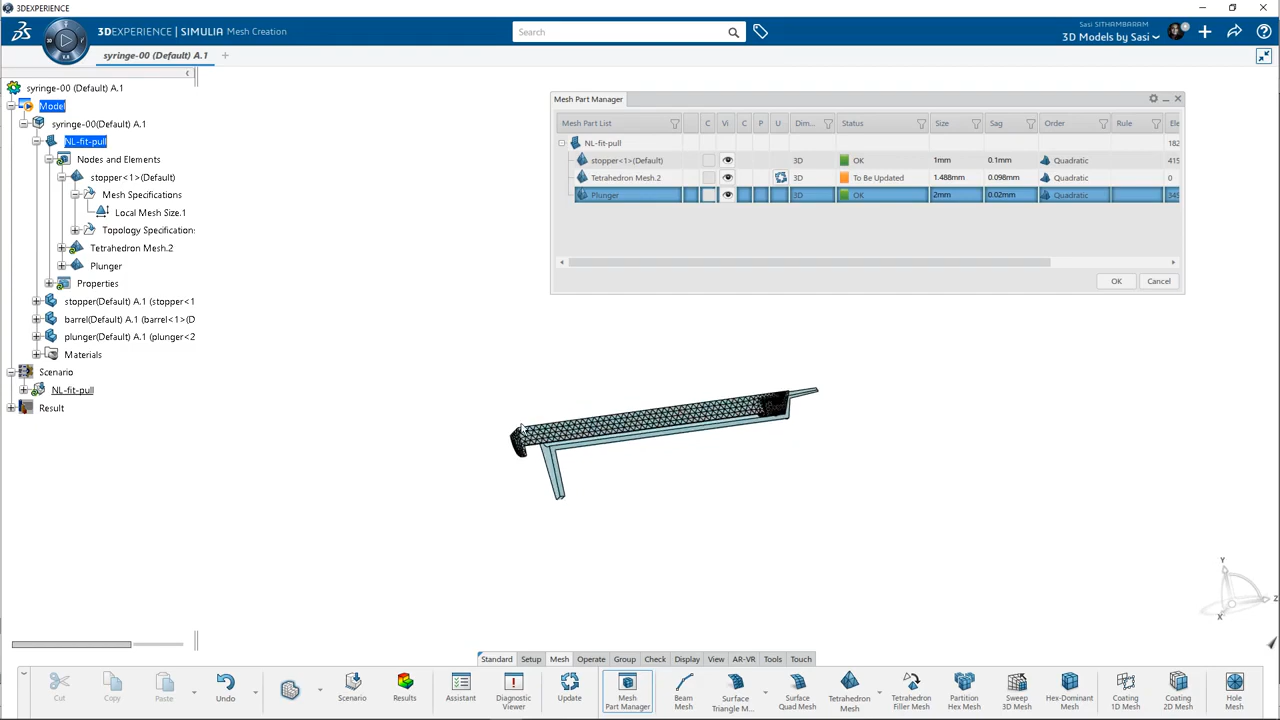 3DEXPERIENCE
3DEXPERIENCE | SIMULIA Mesh Creation
Search
Sasi SITHAMBARAM
3D Models by Sasi
syringe-00 (Default) A.1
syringe-00 (Default) A.1
Model
syringe-00(Default) A.1
NL-fit-pull
Nodes and Elements
stopper<1>(Default)
Mesh Specifications
Local Mesh Size.1
Topology Specification:
Tetrahedron Mesh.2
Plunger
Properties
stopper(Default) A.1 (stopper<1
barrel(Default) A.1 (barrel<1>(D
plunger(Default) A.1 (plunger<2
Materials
Scenario
NL-fit-pull
Result
Mesh Part Manager
Mesh Part List C Vi C P U Dim... Status Size Sag Order Rule Ele
NL-fit-pull 182
stopper<1>(Default) 3D OK 1mm 0.1mm Quadratic 415
Tetrahedron Mesh.2 3D To Be Updated 1.488mm 0.098mm Quadratic 0
Plunger 3D OK 2mm 0.02mm Quadratic 345
OK Cancel
Y
Z
X
Standard Setup Mesh Operate Group Check Display View AR-VR Tools Touch
Cut Copy Paste Undo Scenario Results Assistant Diagnostic Viewer Update Mesh Part Manager Beam Mesh Surface Triangle M... Surface Quad Mesh Tetrahedron Mesh Tetrahedron Filler Mesh Partition Hex Mesh Sweep 3D Mesh Hex-Dominant Mesh Coating 1D Mesh Coating 2D Mesh Hole Mesh